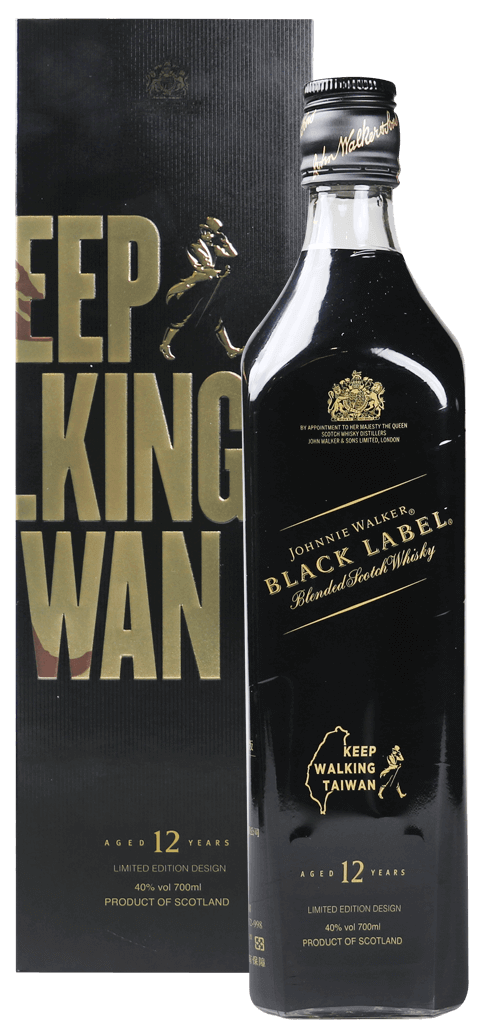 EEP
LKING
WAN
AGED 12 YEARS
LIMITED EDITION DESIGN
40% vol 700ml
PRODUCT OF SCOTLAND
John Walker & Sons
BY APPOINTMENT TO HER MAJESTY THE QUEEN
SCOTCH WHISKY DISTILLERS
JOHN WALKER & SONS LIMITED, LONDON
JOHNNIE WALKER®
BLACK LABEL®
Blended Scotch Whisky
KEEP
WALKING
TAIWAN
AGED 12 YEARS
LIMITED EDITION DESIGN
40% vol 700ml
PRODUCT OF SCOTLAND